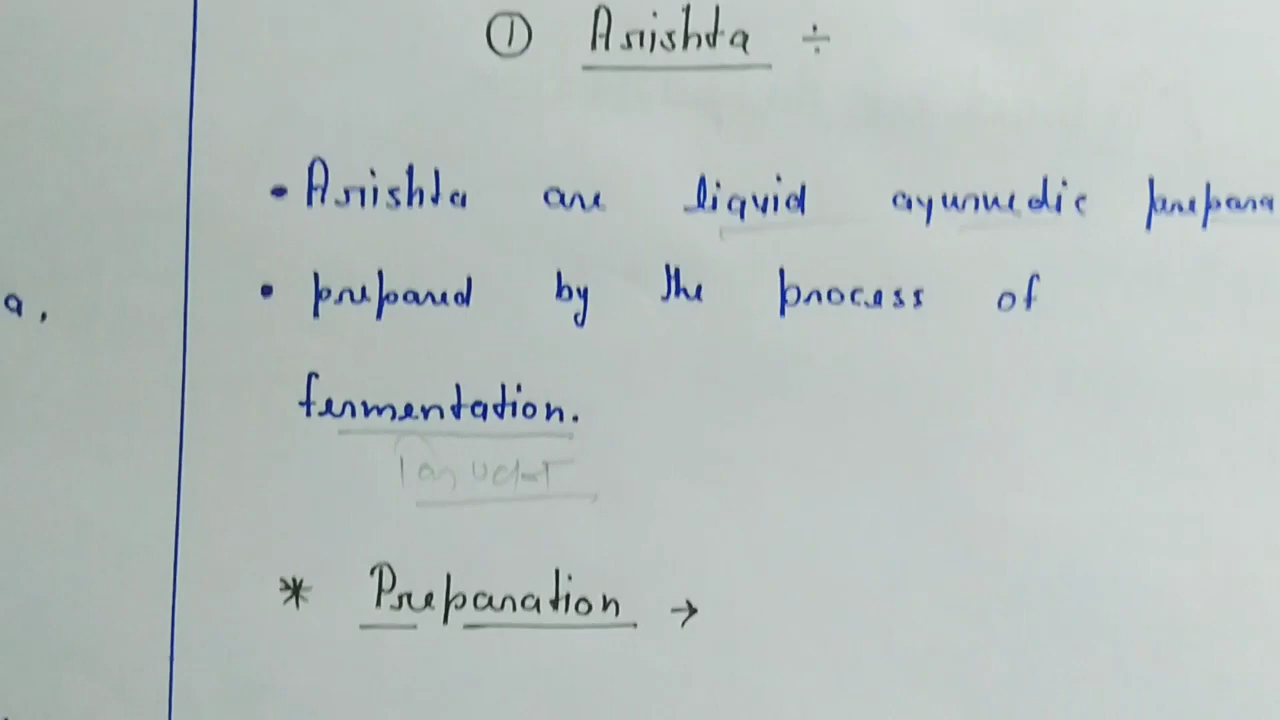 ① Arishta ÷
• Arishta are liquid ayurvedic prepara
• prepared by the process of
a,
fermentation.
* Preparation →